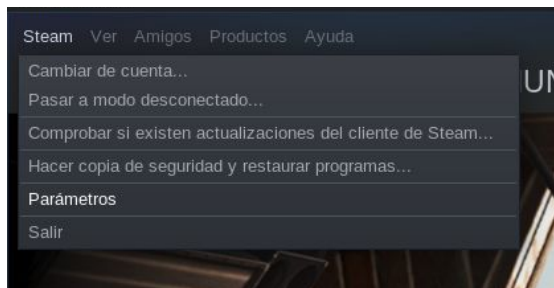 Steam Ver Amigos Productos Ayuda
Cambiar de cuenta...
Pasar a modo desconectado...
Comprobar si existen actualizaciones del cliente de Steam...
Hacer copia de seguridad y restaurar programas...
Parámetros
Salir